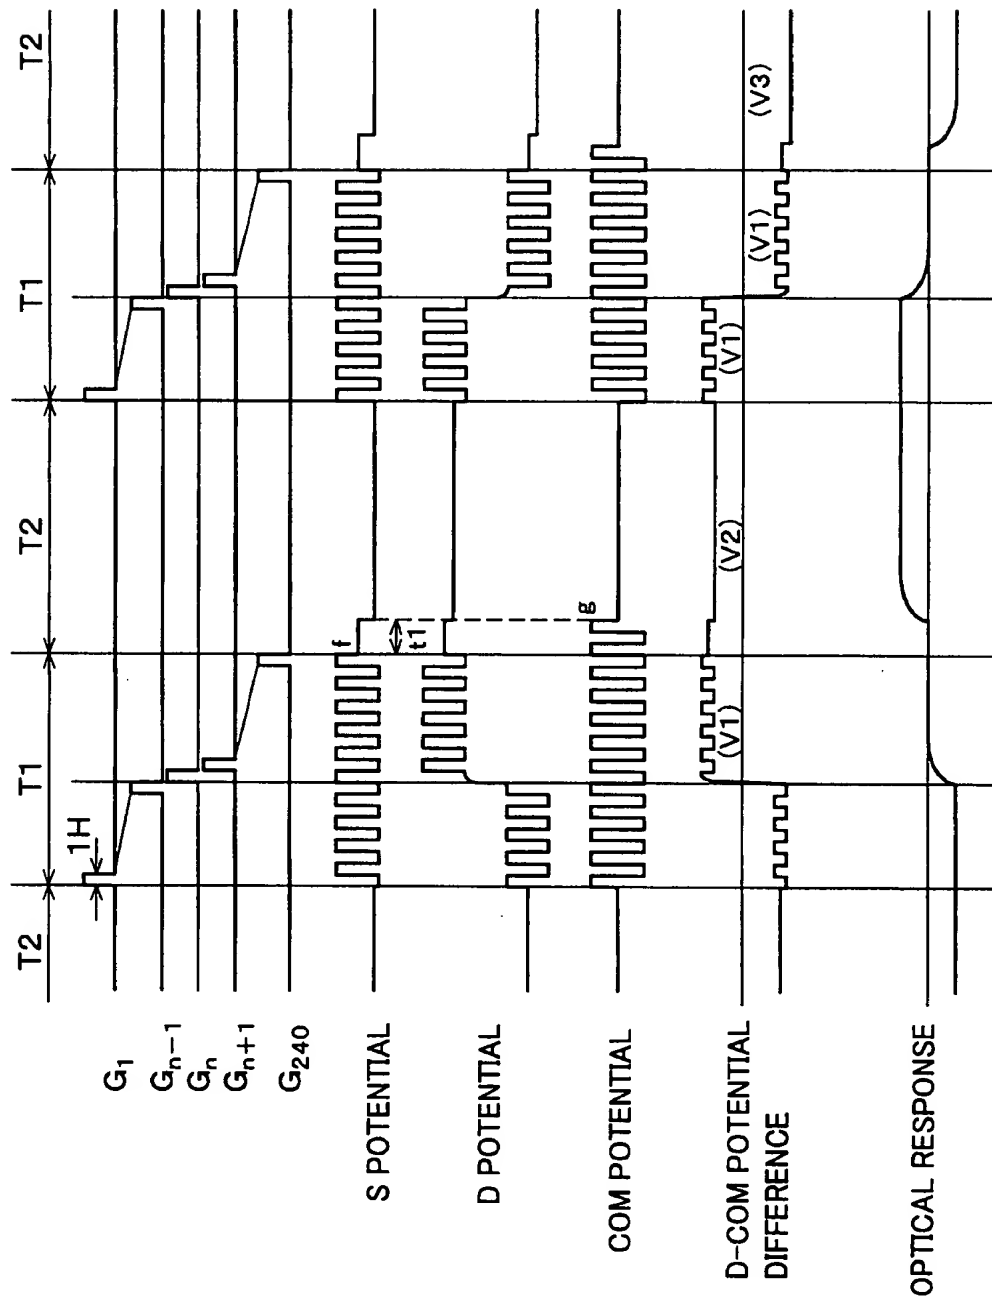 T2
T1
T2
T1
T2
1H
G1
Gn−1
Gn
Gn+1
G240
S POTENTIAL
f
t1
D POTENTIAL
COM POTENTIAL
g
D−COM POTENTIAL
DIFFERENCE
(V1)
(V2)
(V1)
(V1)
(V3)
OPTICAL RESPONSE